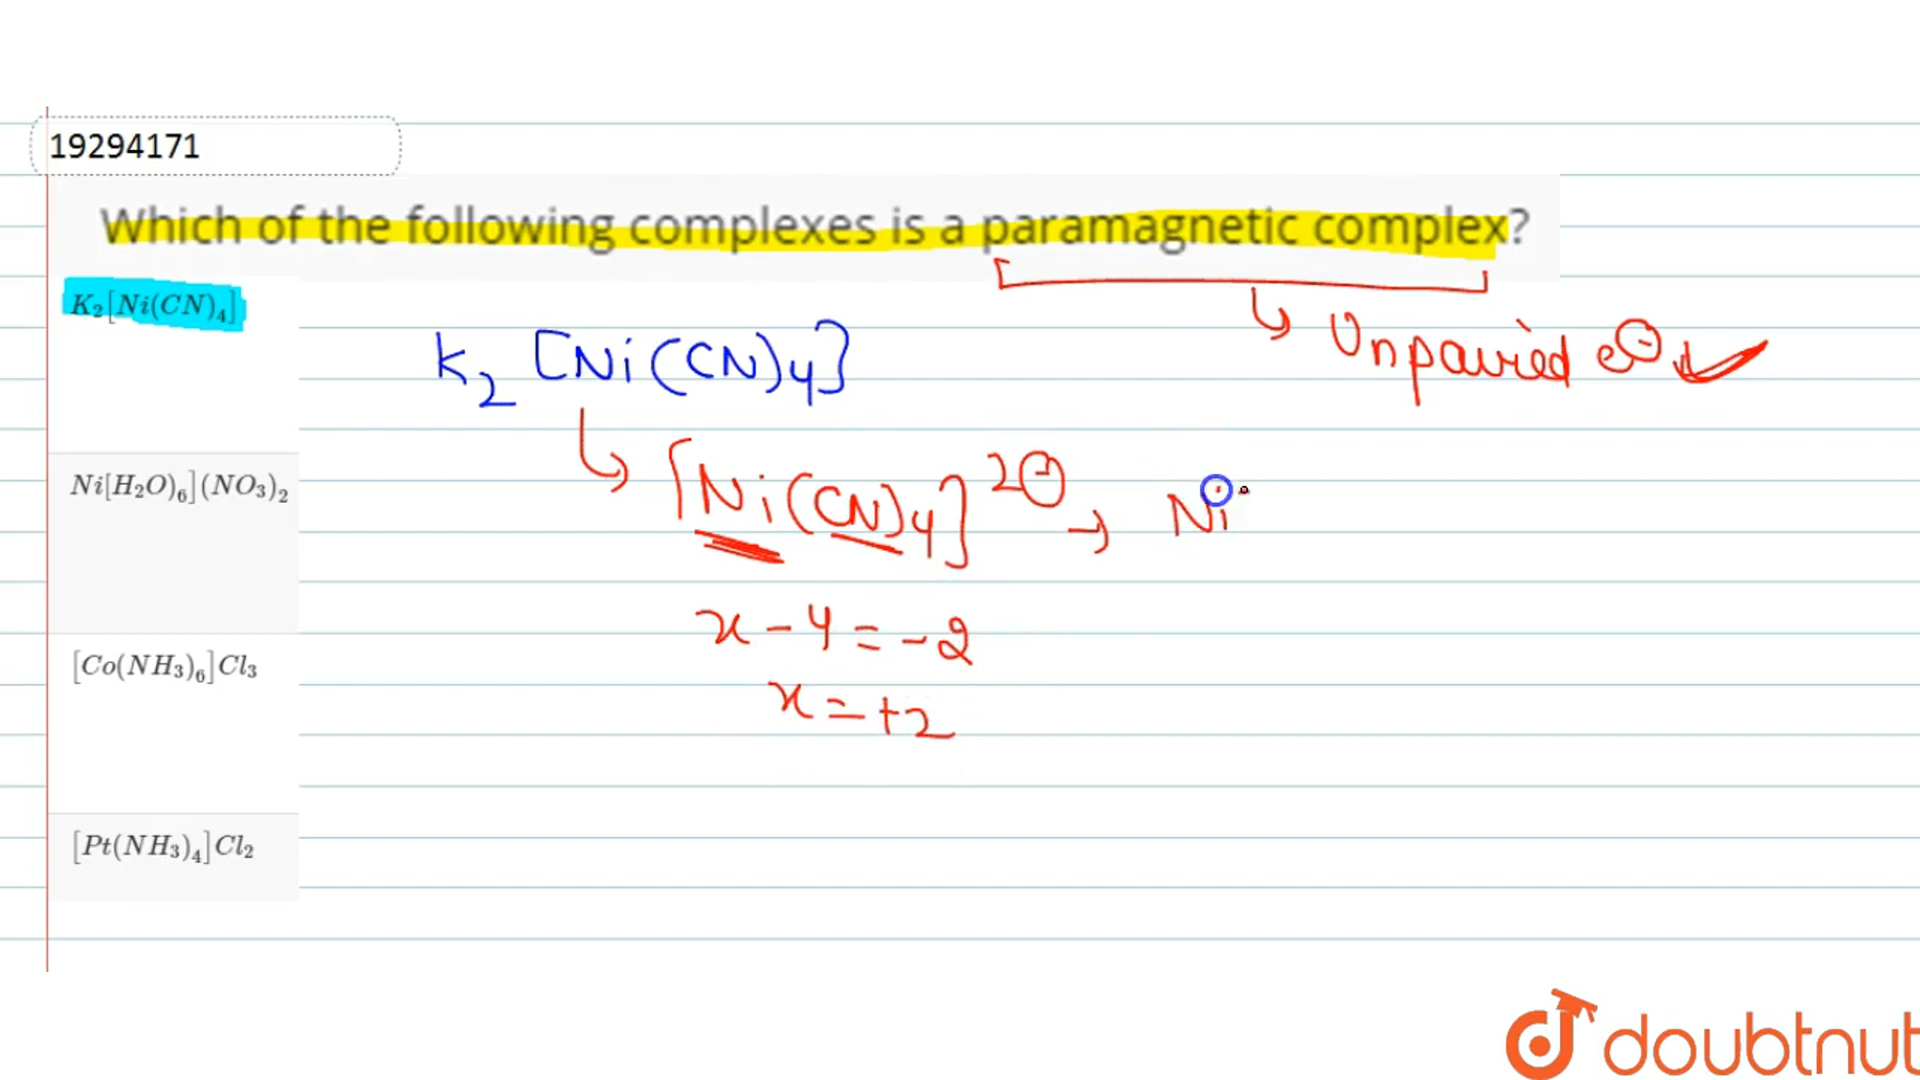 19294171
Which of the following complexes is a paramagnetic complex?
K₂[Ni(CN)₄]
Ni[H₂O)₆](NO₃)₂
[Co(NH₃)₆]Cl₃
[Pt(NH₃)₄]Cl₂
Unpaired e⊖
K₂ [Ni(CN)₄]
[Ni(CN)₄]²⊖ → Ni
x - 4 = -2
x = +2
doubtnut